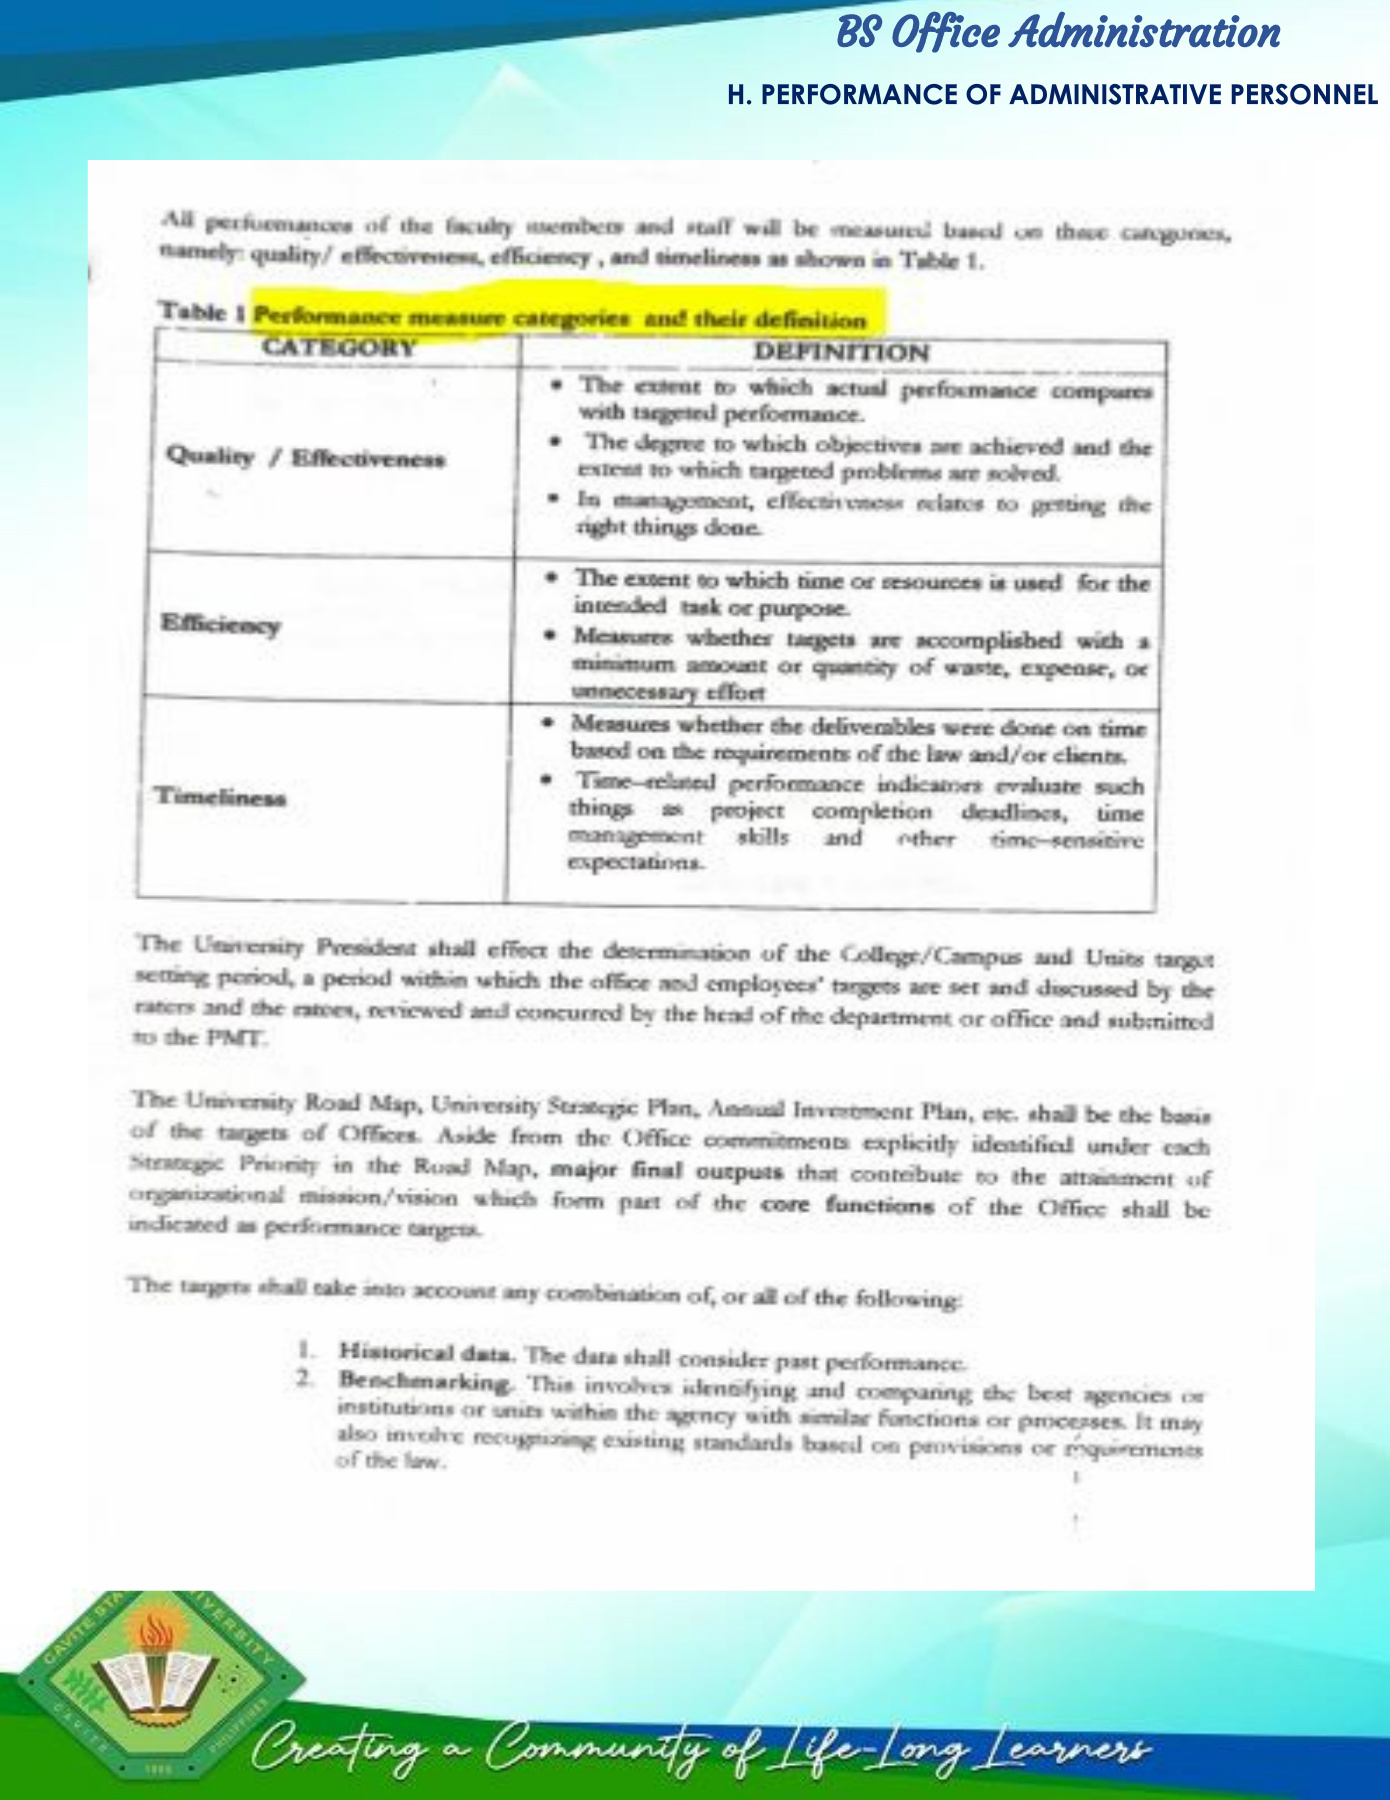 BS Office Administration
H. PERFORMANCE OF ADMINISTRATIVE PERSONNEL
All performances of the faculty members and staff will be measured based on three categories,
namely: quality/ effectiveness, efficiency , and timeliness as shown in Table 1.
Table 1 Performance measure categories and their definition
CATEGORY
DEFINITION
Quality / Effectiveness
• The extent to which actual performance compares
with targeted performance.
• The degree to which objectives are achieved and the
extent to which targeted problems are solved.
• In management, effectiveness relates to getting the
right things done.
Efficiency
• The extent to which time or resources is used for the
intended task or purpose.
• Measures whether targets are accomplished with a
minimum amount or quantity of waste, expense, or
unnecessary effort
Timeliness
• Measures whether the deliverables were done on time
based on the requirements of the law and/or clients.
• Time–related performance indicators evaluate such
things as project completion deadlines, time
management skills and other time–sensitive
expectations.
The University President shall effect the determination of the College/Campus and Units target
setting period, a period within which the office and employees' targets are set and discussed by the
raters and the ratees, reviewed and concurred by the head of the department or office and submitted
to the PMT.
The University Road Map, University Strategic Plan, Annual Investment Plan, etc. shall be the basis
of the targets of Offices. Aside from the Office commitments explicitly identified under each
Strategic Priority in the Road Map, major final outputs that contribute to the attainment of
organizational mission/vision which form part of the core functions of the Office shall be
indicated as performance targets.
The targets shall take into account any combination of, or all of the following:
1. Historical data. The data shall consider past performance.
2. Benchmarking. This involves identifying and comparing the best agencies or
institutions or units within the agency with similar functions or processes. It may
also involve recognizing existing standards based on provisions or requirements
of the law.
CAVITE STA
IVERSITY
CAVITE
PHILIPPINES
1906
Creating a Community of Life-Long Learners